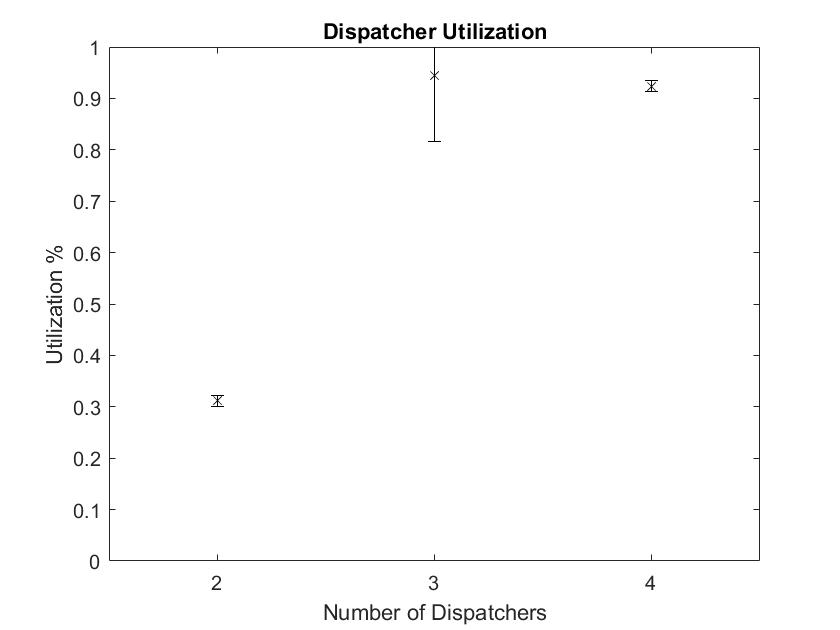 Dispatcher Utilization
1
0.9
0.8
0.7
0.6
0.5
0.4
0.3
0.2
0.1
0
Utilization %
2 3 4
Number of Dispatchers